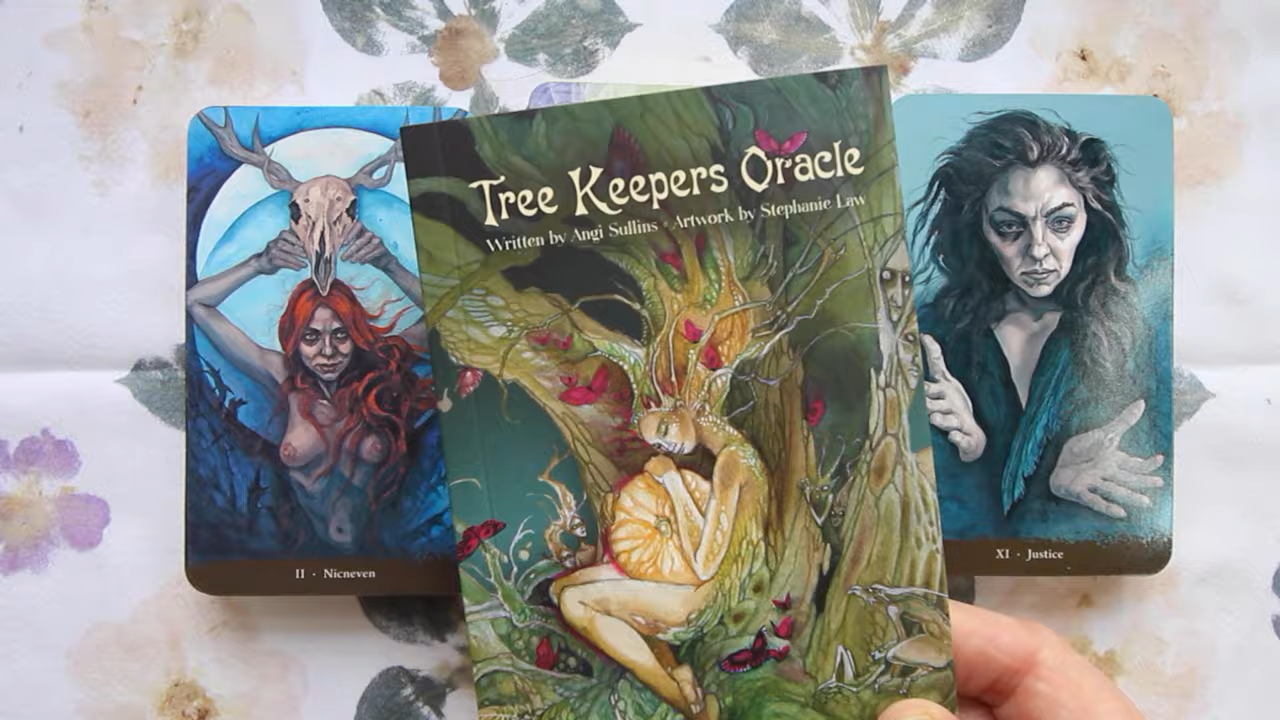 Tree Keepers Oracle
Written by Angi Sullins • Artwork by Stephanie Law
II · Nicneven
XI · Justice